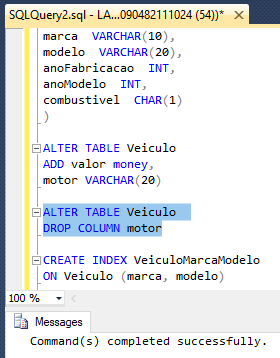 SQLQuery2.sql - LA...090482111024 (54))*
marca VARCHAR(10),
modelo VARCHAR(20),
anoFabricacao INT,
anoModelo INT,
combustivel CHAR(1)
)
ALTER TABLE Veiculo
ADD valor money,
motor VARCHAR(20)
ALTER TABLE Veiculo
DROP COLUMN motor
CREATE INDEX VeiculoMarcaModelo
ON Veiculo (marca, modelo)
100 %
Messages
Command(s) completed successfully.